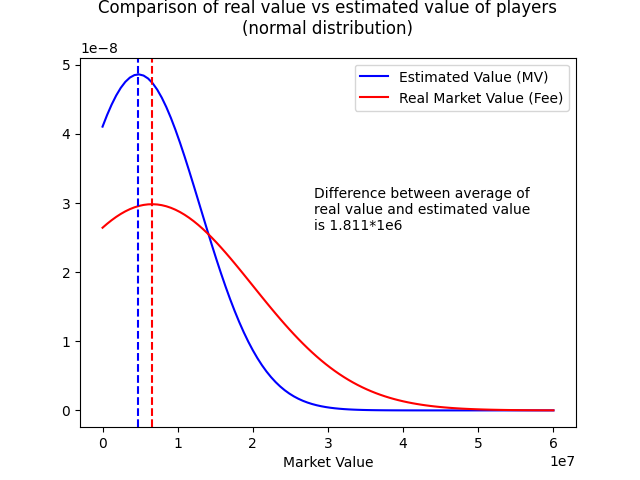 Comparison of real value vs estimated value of players
(normal distribution)
1e−8
5
4
3
2
1
0
Estimated Value (MV)
Real Market Value (Fee)
Difference between average of
real value and estimated value
is 1.811*1e6
0 1 2 3 4 5 6
1e7
Market Value